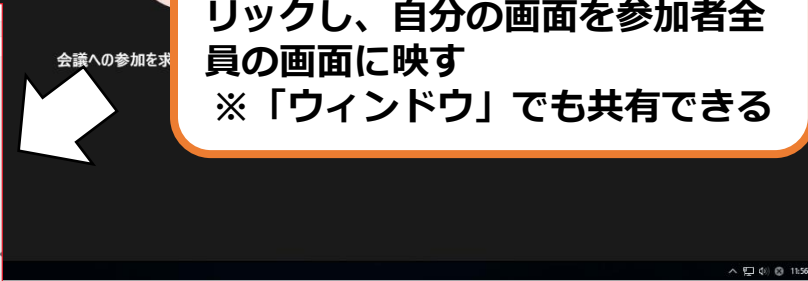 リックし、自分の画面を参加者全
員の画面に映す
※「ウィンドウ」でも共有できる
会議への参加を求
11:56